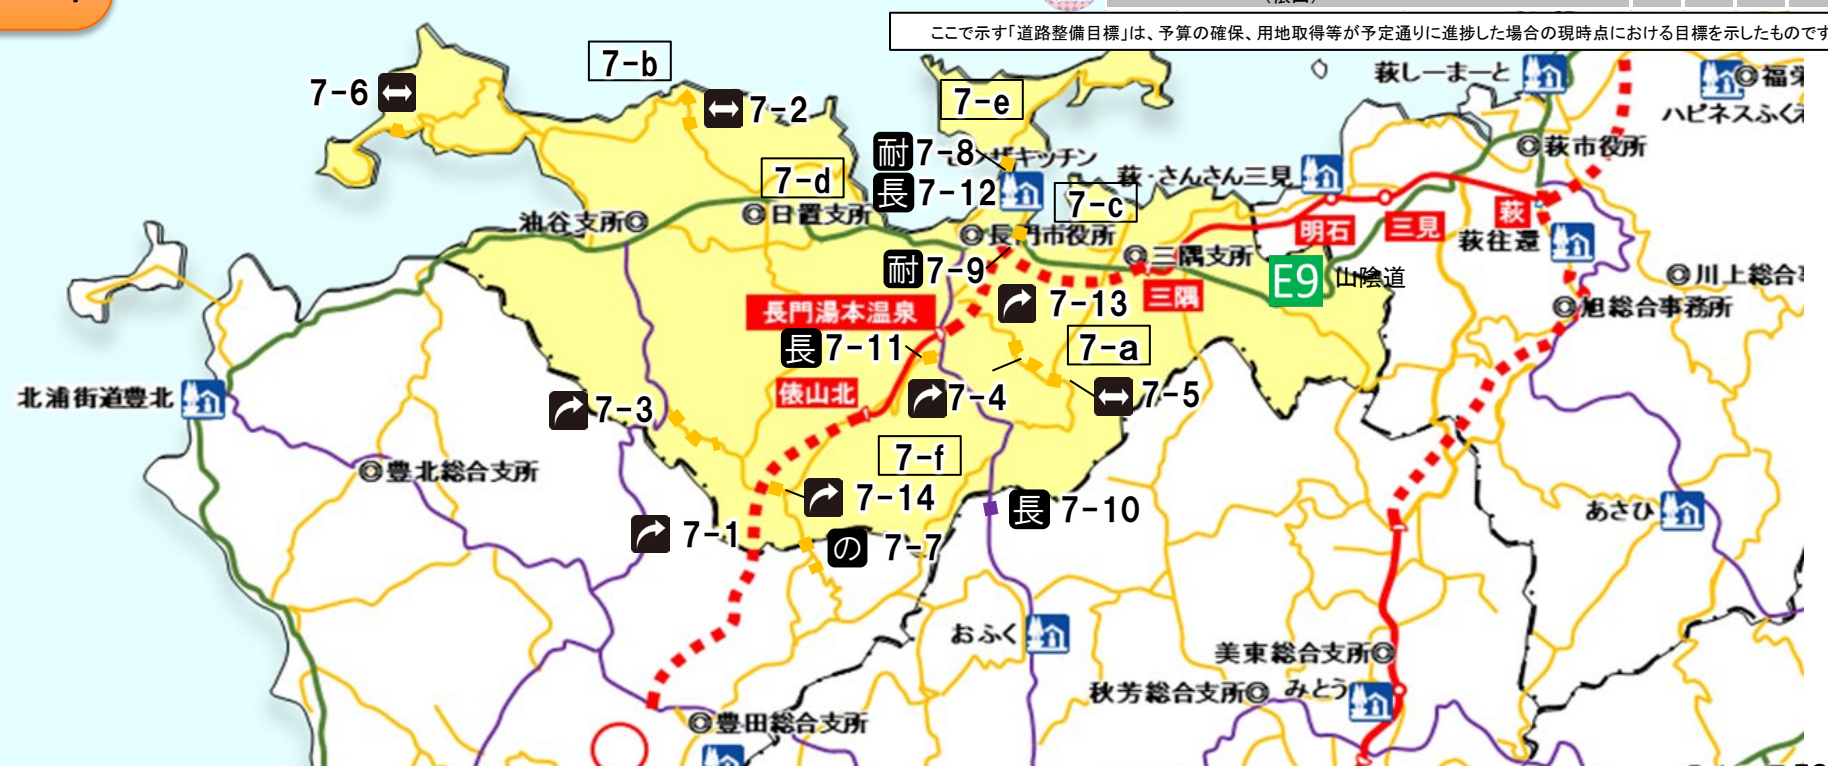 ここで示す「道路整備目標」は、予算の確保、用地取得等が予定通りに進捗した場合の現時点における目標を示したものです
7-b
萩しーまーと
◎福栄
7-6
7-2
7-e
ハピネスふくえ
耐 7-8
キッチン
◎萩市役所
7-d
長 7-12
萩・さんさん三見
7-c
油谷支所◎
◎日置支所
◎長門市役所
明石
三見
萩
萩往還
耐 7-9
◎三隅支所
E9
山陰道
◎川上総合事
長門湯本温泉
7-13
三隅
◎旭総合事務所
長 7-11
7-a
北浦街道豊北
俵山北
7-4
7-5
7-3
◎豊北総合支所
7-f
7-14
長 7-10
あさひ
7-1
の 7-7
おふく
美東総合支所◎
秋芳総合支所◎
みとう
◎豊田総合支所